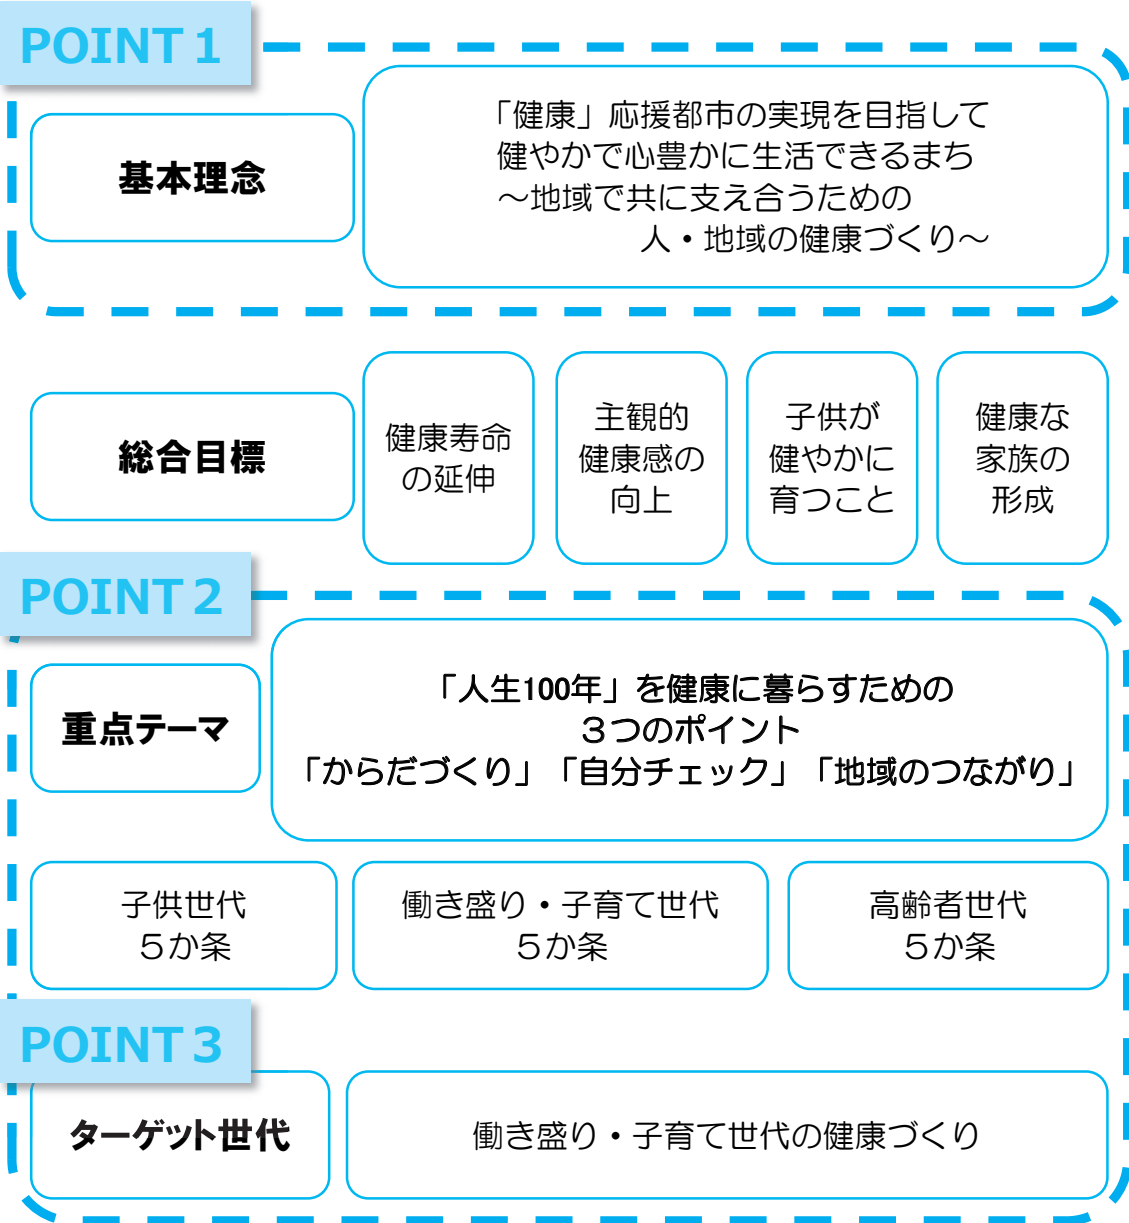 POINT１
基本理念
「健康」応援都市の実現を目指して
健やかで心豊かに生活できるまち
～地域で共に支え合うための
人・地域の健康づくり～
総合目標
健康寿命
の延伸
主観的
健康感の
向上
子供が
健やかに
育つこと
健康な
家族の
形成
POINT２
重点テーマ
「人生100年」を健康に暮らすための
３つのポイント
「からだづくり」「自分チェック」「地域のつながり」
子供世代
５か条
働き盛り・子育て世代
５か条
高齢者世代
５か条
POINT３
ターゲット世代
働き盛り・子育て世代の健康づくり